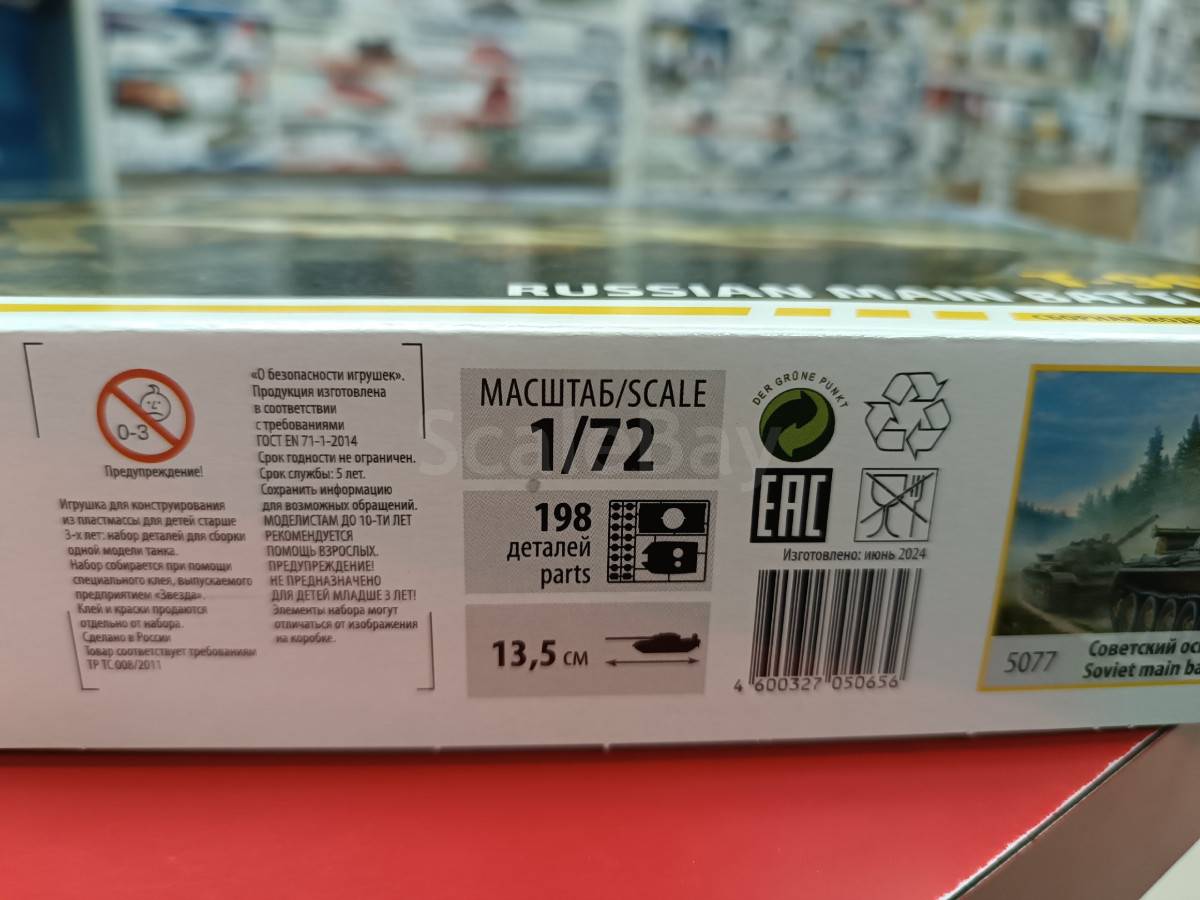 RUSSIAN MAIN
0-3
Предупреждение!
Игрушка для конструирования
из пластмассы для детей старше
3-х лет: набор деталей для сборки
одной модели танка.
Набор собирается при помощи
специального клея, выпускаемого
предприятием «Звезда».
Клей и краски продаются
отдельно от набора.
Сделано в России
Товар соответствует требованиям
ТР ТС 008/2011
«О безопасности игрушек».
Продукция изготовлена
в соответствии
с требованиями
ГОСТ EN 71-1-2014
Срок годности не ограничен.
Срок службы: 5 лет.
Сохранить информацию
для возможных обращений.
МОДЕЛИСТАМ ДО 10-ТИ ЛЕТ
РЕКОМЕНДУЕТСЯ
ПОМОЩЬ ВЗРОСЛЫХ.
ПРЕДУПРЕЖДЕНИЕ!
НЕ ПРЕДНАЗНАЧЕНО
ДЛЯ ДЕТЕЙ МЛАДШЕ 3 ЛЕТ!
Элементы набора могут
отличаться от изображения
на коробке.
МАСШТАБ/SCALE
1/72
198
деталей
parts
13,5 см
DER GRÜNE PUNKT
EAC
Изготовлено: июнь 2024
4 600327 050656
5077
Советский
Soviet main
ScaleBay